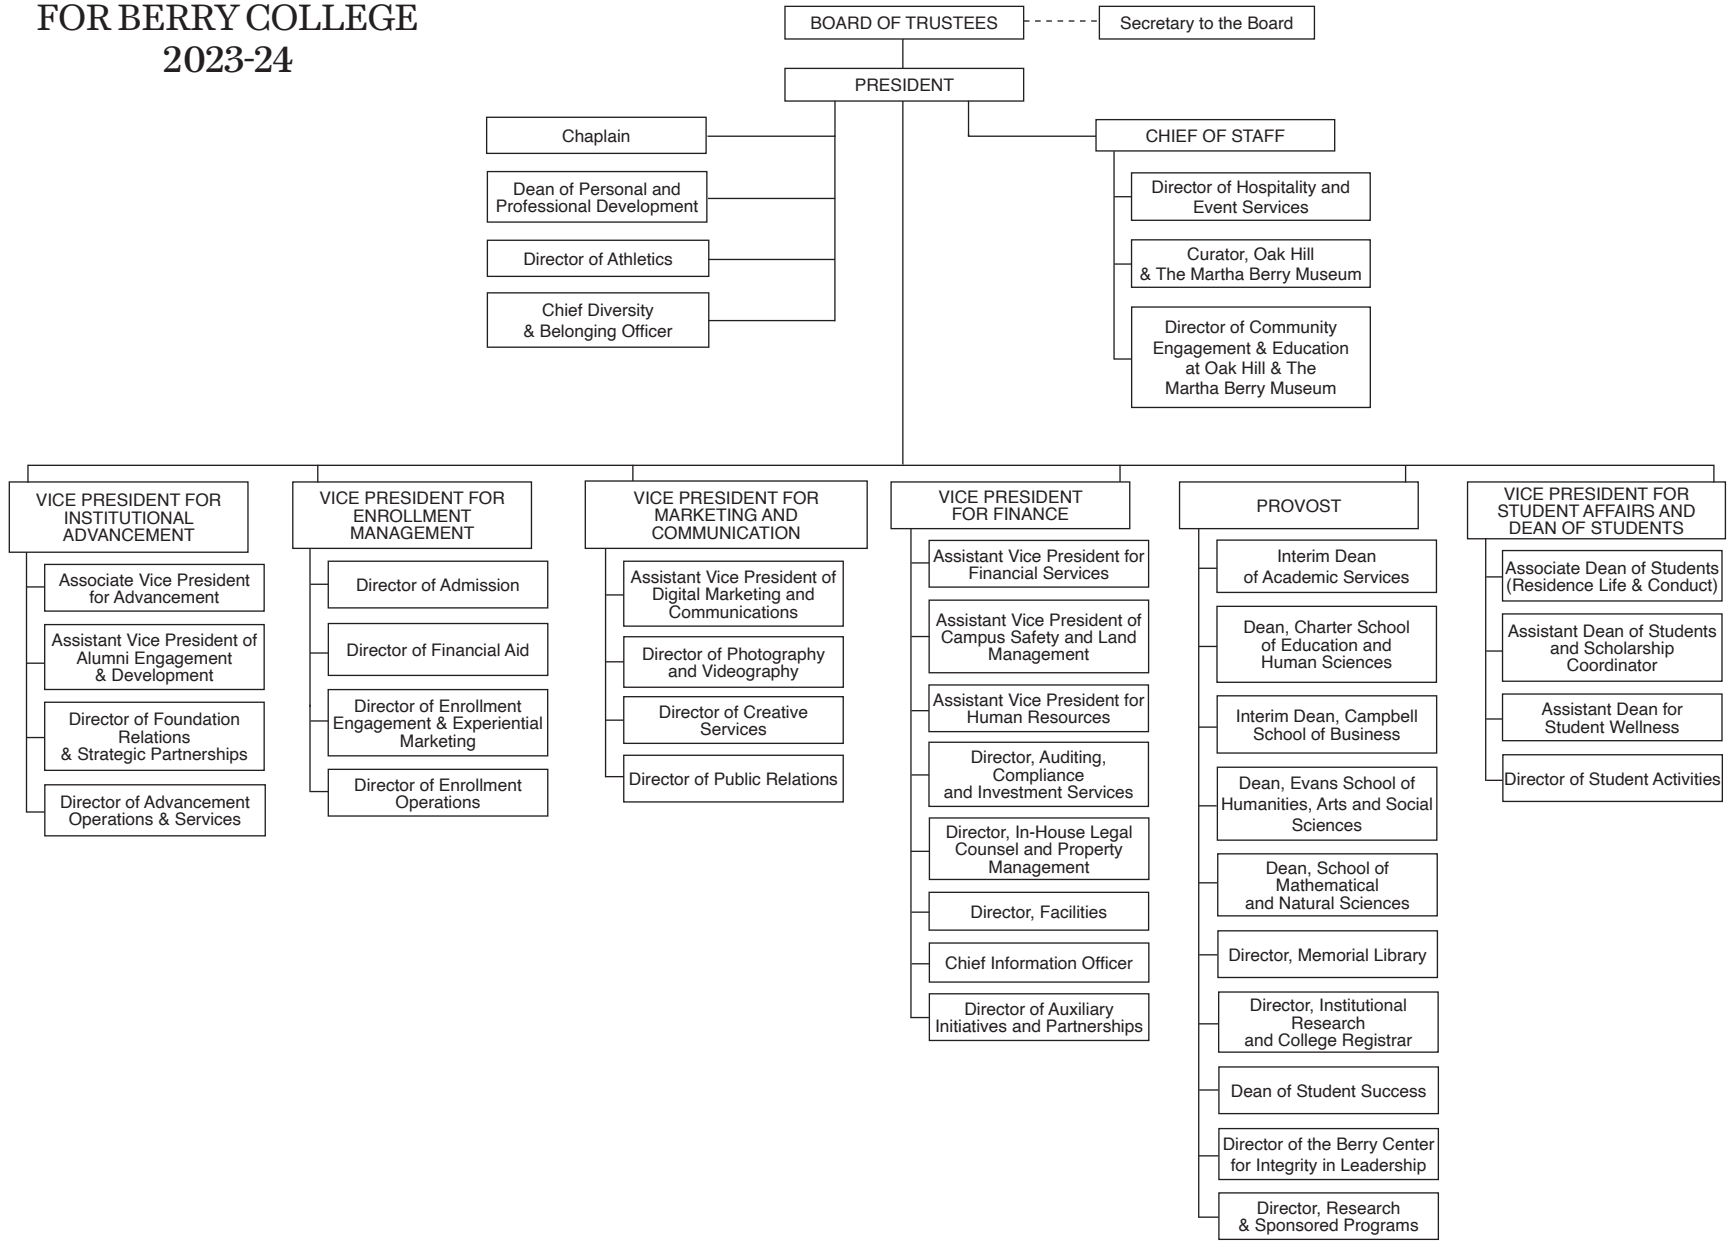 FOR BERRY COLLEGE
2023-24
BOARD OF TRUSTEES
Secretary to the Board
PRESIDENT
Chaplain
Dean of Personal and
Professional Development
Director of Athletics
Chief Diversity
& Belonging Officer
CHIEF OF STAFF
Director of Hospitality and
Event Services
Curator, Oak Hill
& The Martha Berry Museum
Director of Community
Engagement & Education
at Oak Hill & The
Martha Berry Museum
VICE PRESIDENT FOR
INSTITUTIONAL
ADVANCEMENT
Associate Vice President
for Advancement
Assistant Vice President of
Alumni Engagement
& Development
Director of Foundation
Relations
& Strategic Partnerships
Director of Advancement
Operations & Services
VICE PRESIDENT FOR
ENROLLMENT
MANAGEMENT
Director of Admission
Director of Financial Aid
Director of Enrollment
Engagement & Experiential
Marketing
Director of Enrollment
Operations
VICE PRESIDENT FOR
MARKETING AND
COMMUNICATION
Assistant Vice President of
Digital Marketing and
Communications
Director of Photography
and Videography
Director of Creative
Services
Director of Public Relations
VICE PRESIDENT
FOR FINANCE
Assistant Vice President for
Financial Services
Assistant Vice President of
Campus Safety and Land
Management
Assistant Vice President for
Human Resources
Director, Auditing,
Compliance
and Investment Services
Director, In-House Legal
Counsel and Property
Management
Director, Facilities
Chief Information Officer
Director of Auxiliary
Initiatives and Partnerships
PROVOST
Interim Dean
of Academic Services
Dean, Charter School
of Education and
Human Sciences
Interim Dean, Campbell
School of Business
Dean, Evans School of
Humanities, Arts and Social
Sciences
Dean, School of
Mathematical
and Natural Sciences
Director, Memorial Library
Director, Institutional
Research
and College Registrar
Dean of Student Success
Director of the Berry Center
for Integrity in Leadership
Director, Research
& Sponsored Programs
VICE PRESIDENT FOR
STUDENT AFFAIRS AND
DEAN OF STUDENTS
Associate Dean of Students
(Residence Life & Conduct)
Assistant Dean of Students
and Scholarship
Coordinator
Assistant Dean for
Student Wellness
Director of Student Activities